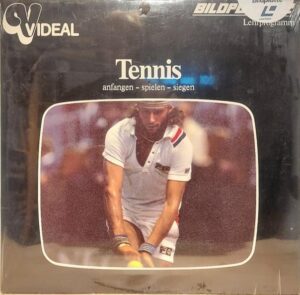 VIDEAL
Lehrprogramm
Tennis
anfangen – spielen – siegen